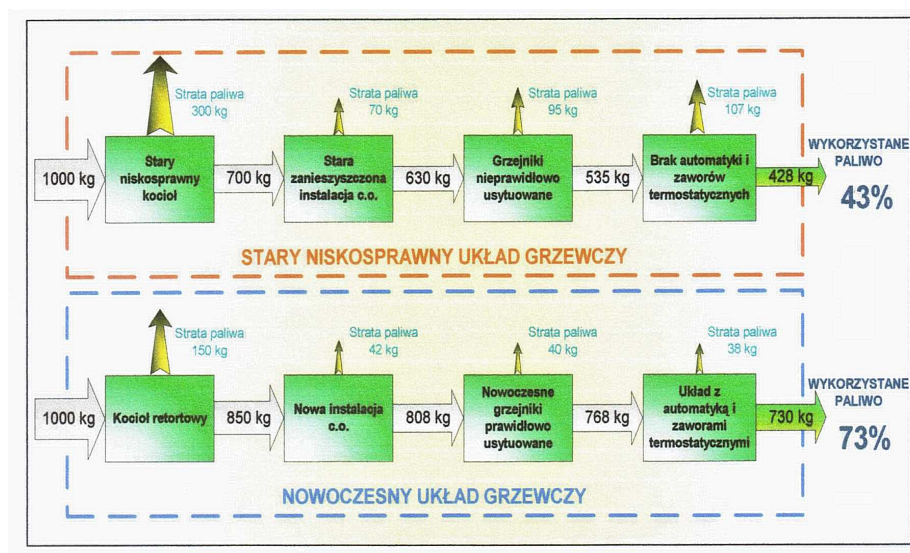 Strata paliwa
300 kg
Strata paliwa
70 kg
Strata paliwa
95 kg
Strata paliwa
107 kg
1000 kg
Stary
niskosprawny
kocioł
700 kg
Stara
zanieszyszczona
instalacja c.o.
630 kg
Grzejniki
nieprawidłowo
usytuowane
535 kg
Brak automatyki i
zaworów
termostatycznych
428 kg
WYKORZYSTANE
PALIWO
43%
STARY NISKOSPRAWNY UKŁAD GRZEWCZY
Strata paliwa
150 kg
Strata paliwa
42 kg
Strata paliwa
40 kg
Strata paliwa
38 kg
1000 kg
Kocioł retortowy
850 kg
Nowa instalacja
c.o.
808 kg
Nowoczesne
grzejniki
prawidłowo
usytuowane
768 kg
Układ z
automatyką i
zaworami
termostatycznymi
730 kg
WYKORZYSTANE
PALIWO
73%
NOWOCZESNY UKŁAD GRZEWCZY